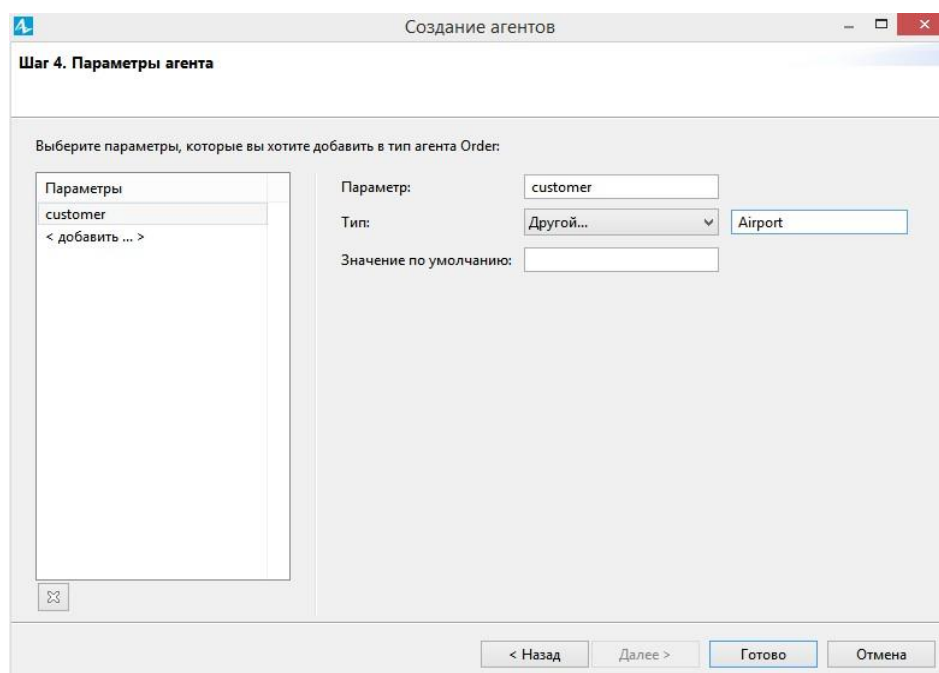 Создание агентов
Шаг 4. Параметры агента
Выберите параметры, которые вы хотите добавить в тип агента Order:
Параметры
customer
< добавить ... >
Параметр: customer
Тип: Другой... Airport
Значение по умолчанию:
< Назад Далее > Готово Отмена